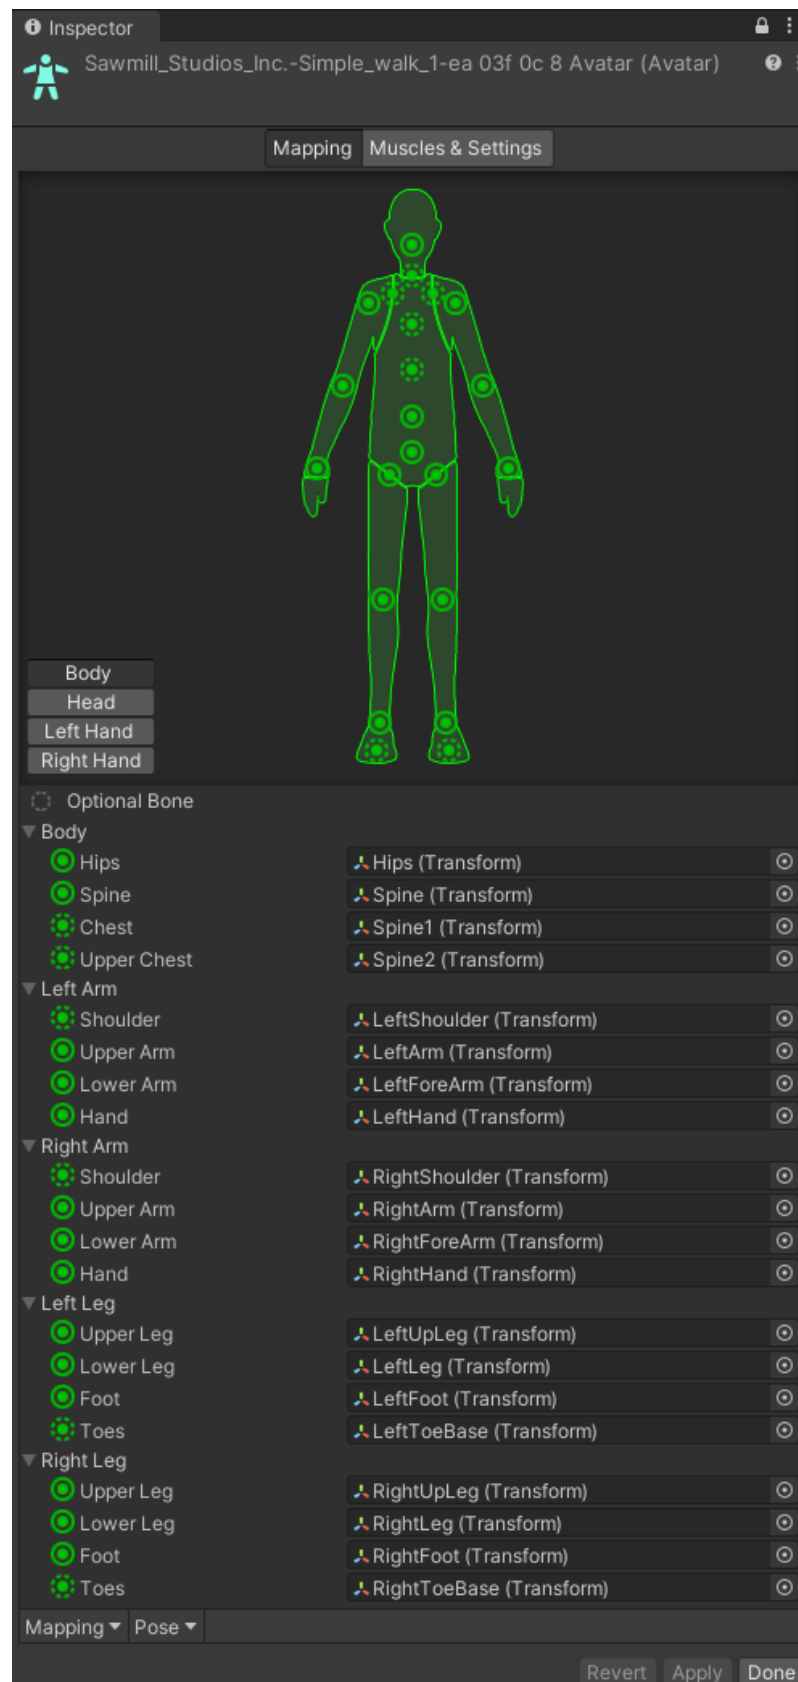 Inspector
Sawmill_Studios_Inc.-Simple_walk_1-ea 03f 0c 8 Avatar (Avatar)
Mapping Muscles & Settings
Body
Head
Left Hand
Right Hand
Optional Bone
Body
Hips Hips (Transform)
Spine Spine (Transform)
Chest Spine1 (Transform)
Upper Chest Spine2 (Transform)
Left Arm
Shoulder LeftShoulder (Transform)
Upper Arm LeftArm (Transform)
Lower Arm LeftForeArm (Transform)
Hand LeftHand (Transform)
Right Arm
Shoulder RightShoulder (Transform)
Upper Arm RightArm (Transform)
Lower Arm RightForeArm (Transform)
Hand RightHand (Transform)
Left Leg
Upper Leg LeftUpLeg (Transform)
Lower Leg LeftLeg (Transform)
Foot LeftFoot (Transform)
Toes LeftToeBase (Transform)
Right Leg
Upper Leg RightUpLeg (Transform)
Lower Leg RightLeg (Transform)
Foot RightFoot (Transform)
Toes RightToeBase (Transform)
Mapping Pose
Revert Apply Done